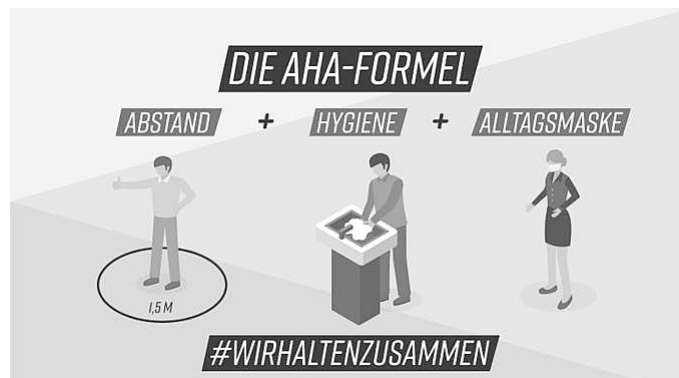 DIE AHA-FORMEL
ABSTAND + HYGIENE + ALLTAGSMASKE
1,5 M
#WIRHALTENZUSAMMEN